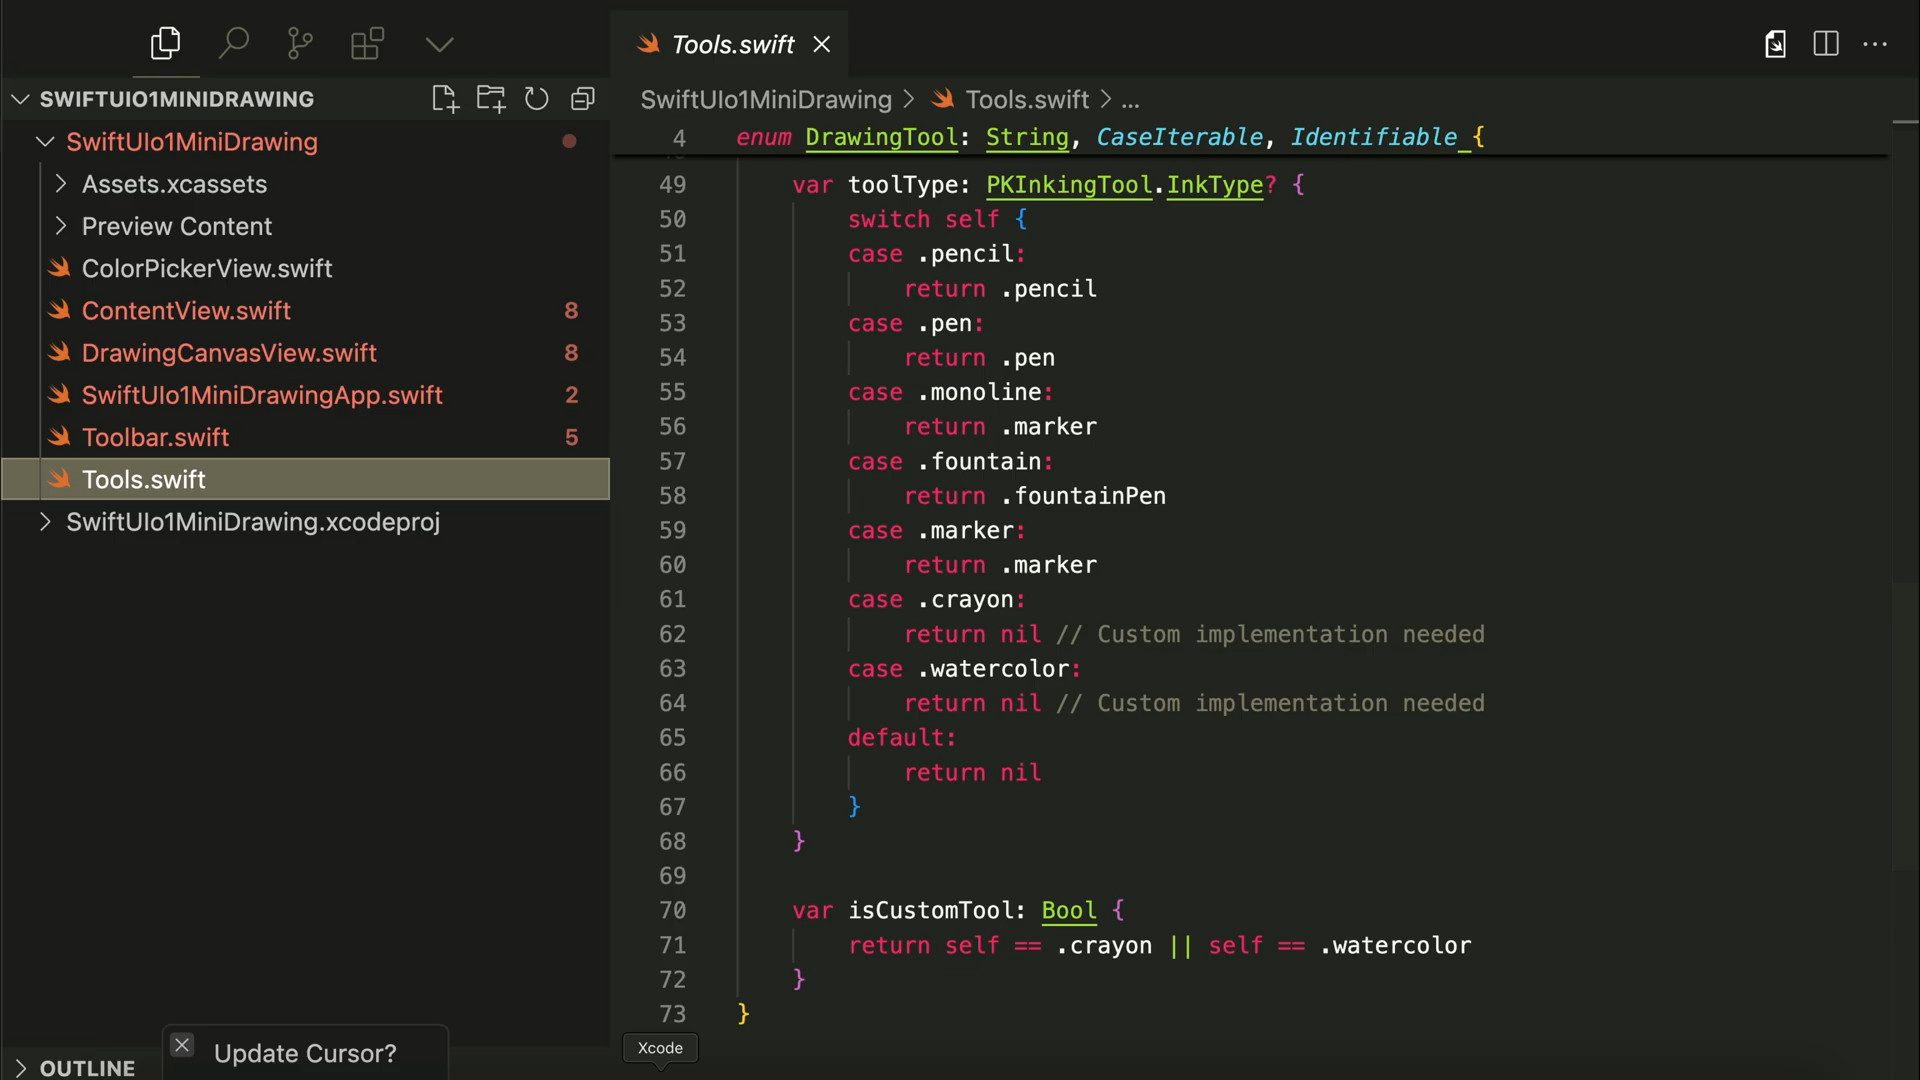 Tools.swift
SWIFTUIO1MINIDRAWING
SwiftUIo1MiniDrawing > Tools.swift > ...
SwiftUIo1MiniDrawing
Assets.xcassets
Preview Content
ColorPickerView.swift
ContentView.swift 8
DrawingCanvasView.swift 8
SwiftUIo1MiniDrawingApp.swift 2
Toolbar.swift 5
Tools.swift
SwiftUIo1MiniDrawing.xcodeproj
OUTLINE
Update Cursor?
4 enum DrawingTool: String, CaseIterable, Identifiable {
49 var toolType: PKInkingTool.InkType? {
50 switch self {
51 case .pencil:
52 return .pencil
53 case .pen:
54 return .pen
55 case .monoline:
56 return .marker
57 case .fountain:
58 return .fountainPen
59 case .marker:
60 return .marker
61 case .crayon:
62 return nil // Custom implementation needed
63 case .watercolor:
64 return nil // Custom implementation needed
65 default:
66 return nil
67 }
68 }
69
70 var isCustomTool: Bool {
71 return self == .crayon || self == .watercolor
72 }
73 }
Xcode